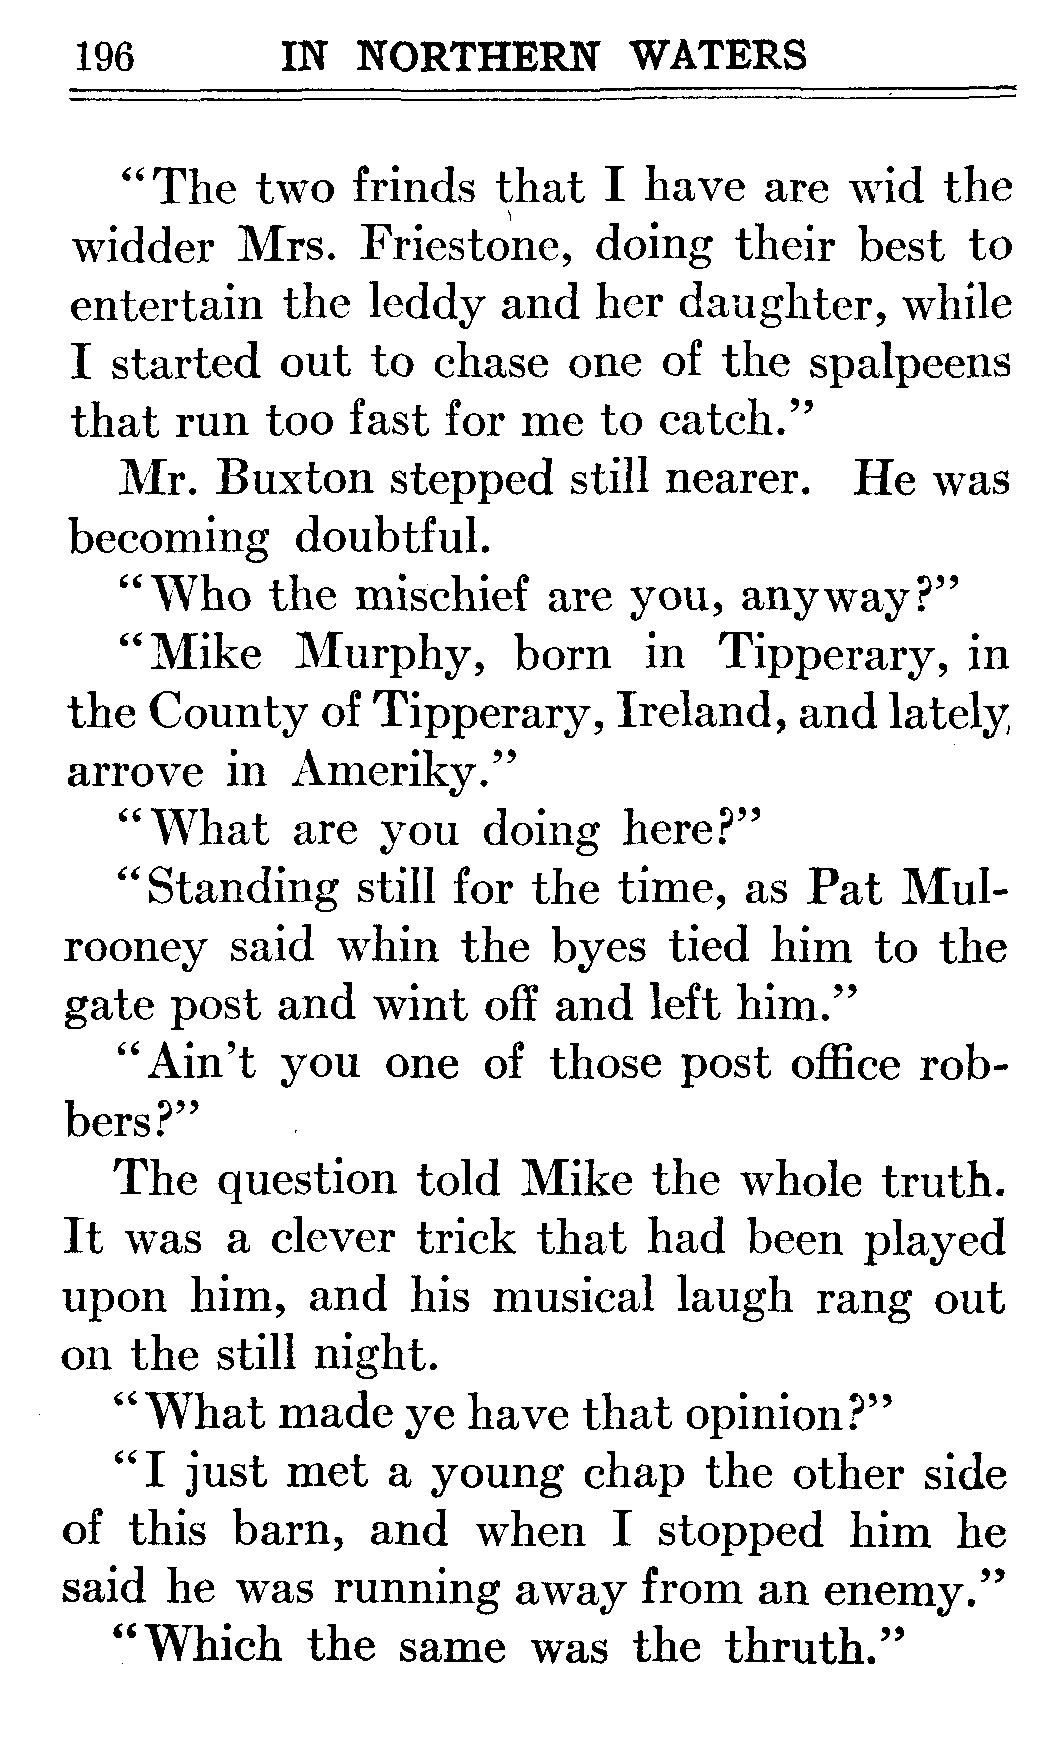 196 IN NORTHERN WATERS
“The two frinds that I have are wid the
widder Mrs. Friestone, doing their best to
entertain the leddy and her daughter, while
I started out to chase one of the spalpeens
that run too fast for me to catch.”
Mr. Buxton stepped still nearer. He was
becoming doubtful.
“Who the mischief are you, anyway?”
“Mike Murphy, born in Tipperary, in
the County of Tipperary, Ireland, and lately,
arrove in Ameriky.”
“What are you doing here?”
“Standing still for the time, as Pat Mul-
rooney said whin the byes tied him to the
gate post and wint off and left him.”
“Ain’t you one of those post office rob-
bers?”
The question told Mike the whole truth.
It was a clever trick that had been played
upon him, and his musical laugh rang out
on the still night.
“What made ye have that opinion?”
“I just met a young chap the other side
of this barn, and when I stopped him he
said he was running away from an enemy.”
“Which the same was the thruth.”